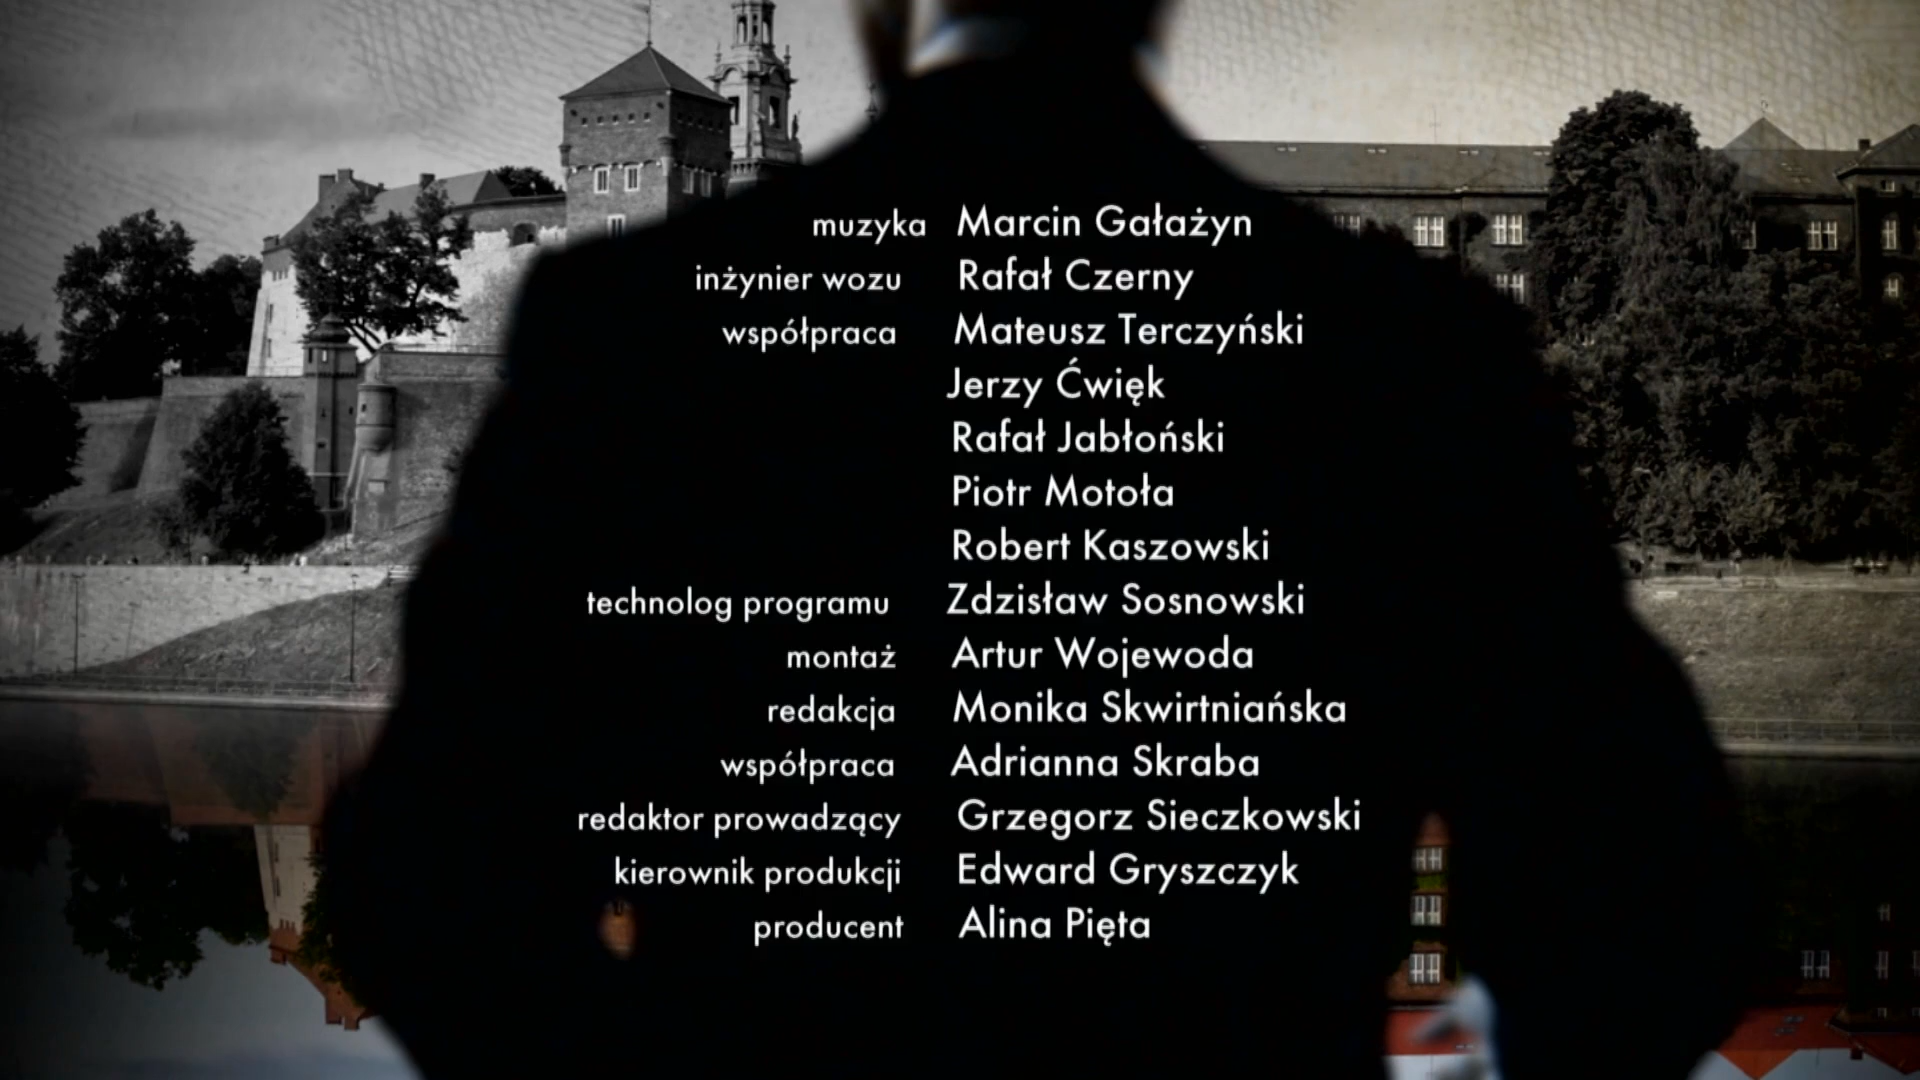 muzyka Marcin Gałażyn
inżynier wozu Rafał Czerny
współpraca Mateusz Terczyński
Jerzy Ćwięk
Rafał Jabłoński
Piotr Motoła
Robert Kaszowski
technolog programu Zdzisław Sosnowski
montaż Artur Wojewoda
redakcja Monika Skwirtniańska
współpraca Adrianna Skraba
redaktor prowadzący Grzegorz Sieczkowski
kierownik produkcji Edward Gryszczyk
producent Alina Pięta